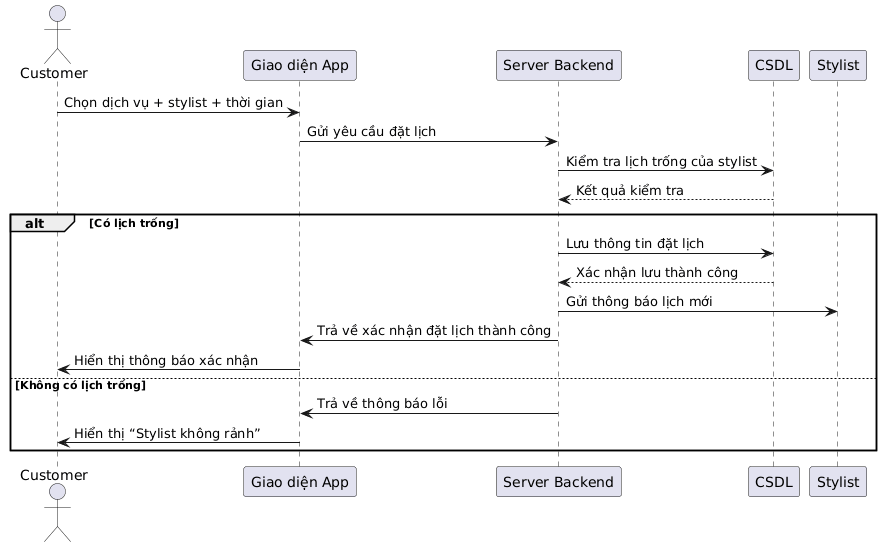 Customer
Giao diện App
Server Backend
CSDL
Stylist
Chọn dịch vụ + stylist + thời gian
Gửi yêu cầu đặt lịch
Kiểm tra lịch trống của stylist
Kết quả kiểm tra
alt
[Có lịch trống]
Lưu thông tin đặt lịch
Xác nhận lưu thành công
Gửi thông báo lịch mới
Trả về xác nhận đặt lịch thành công
Hiển thị thông báo xác nhận
[Không có lịch trống]
Trả về thông báo lỗi
Hiển thị “Stylist không rảnh”
Customer
Giao diện App
Server Backend
CSDL
Stylist